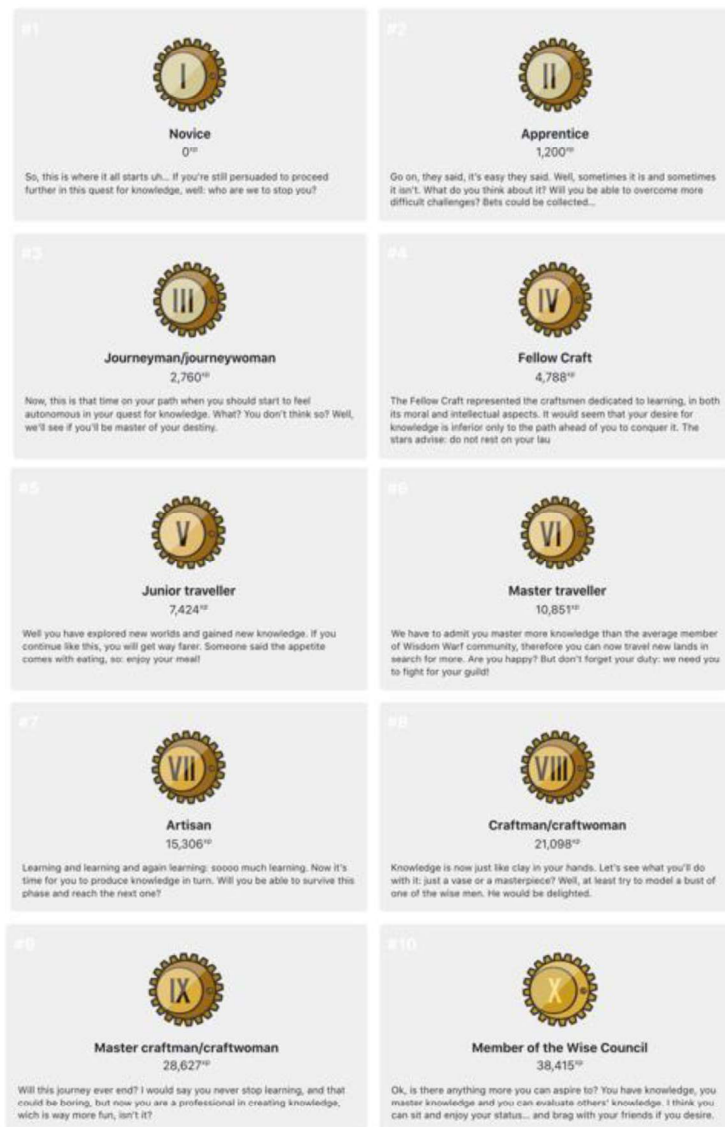 #1
I
Novice
0xp
So, this is where it all starts uh... If you're still persuaded to proceed
further in this quest for knowledge, well: who are we to stop you?
#2
II
Apprentice
1,200xp
Go on, they said, it's easy they said. Well, sometimes it is and sometimes
it isn't. What do you think about it? Will you be able to overcome more
difficult challenges? Bets could be collected...
#3
III
Journeyman/journeywoman
2,760xp
Now, this is that time on your path when you should start to feel
autonomous in your quest for knowledge. What? You don't think so? Well,
we'll see if you'll be master of your destiny.
#4
IV
Fellow Craft
4,788xp
The Fellow Craft represented the craftsmen dedicated to learning, in both
its moral and intellectual aspects. It would seem that your desire for
knowledge is inferior only to the path ahead of you to conquer it. The
stars advise: do not rest on your lau
#5
V
Junior traveller
7,424xp
Well you have explored new worlds and gained new knowledge. If you
continue like this, you will get way farer. Someone said the appetite
comes with eating, so: enjoy your meal!
#6
VI
Master traveller
10,851xp
We have to admit you master more knowledge than the average member
of Wisdom Warf community, therefore you can now travel new lands in
search for more. Are you happy? But don't forget your duty: we need you
to fight for your guild!
#7
VII
Artisan
15,306xp
Learning and learning and again learning: soooo much learning. Now it's
time for you to produce knowledge in turn. Will you be able to survive this
phase and reach the next one?
#8
VIII
Craftman/craftwoman
21,098xp
Knowledge is now just like clay in your hands. Let's see what you'll do
with it: just a vase or a masterpiece? Well, at least try to model a bust of
one of the wise men. He would be delighted.
#9
IX
Master craftman/craftwoman
28,627xp
Will this journey ever end? I would say you never stop learning, and that
could be boring, but now you are a professional in creating knowledge,
wich is way more fun, isn't it?
#10
X
Member of the Wise Council
38,415xp
Ok, is there anything more you can aspire to? You have knowledge, you
master knowledge and you can evaluate others' knowledge. I think you
can sit and enjoy your status... and brag with your friends if you desire.